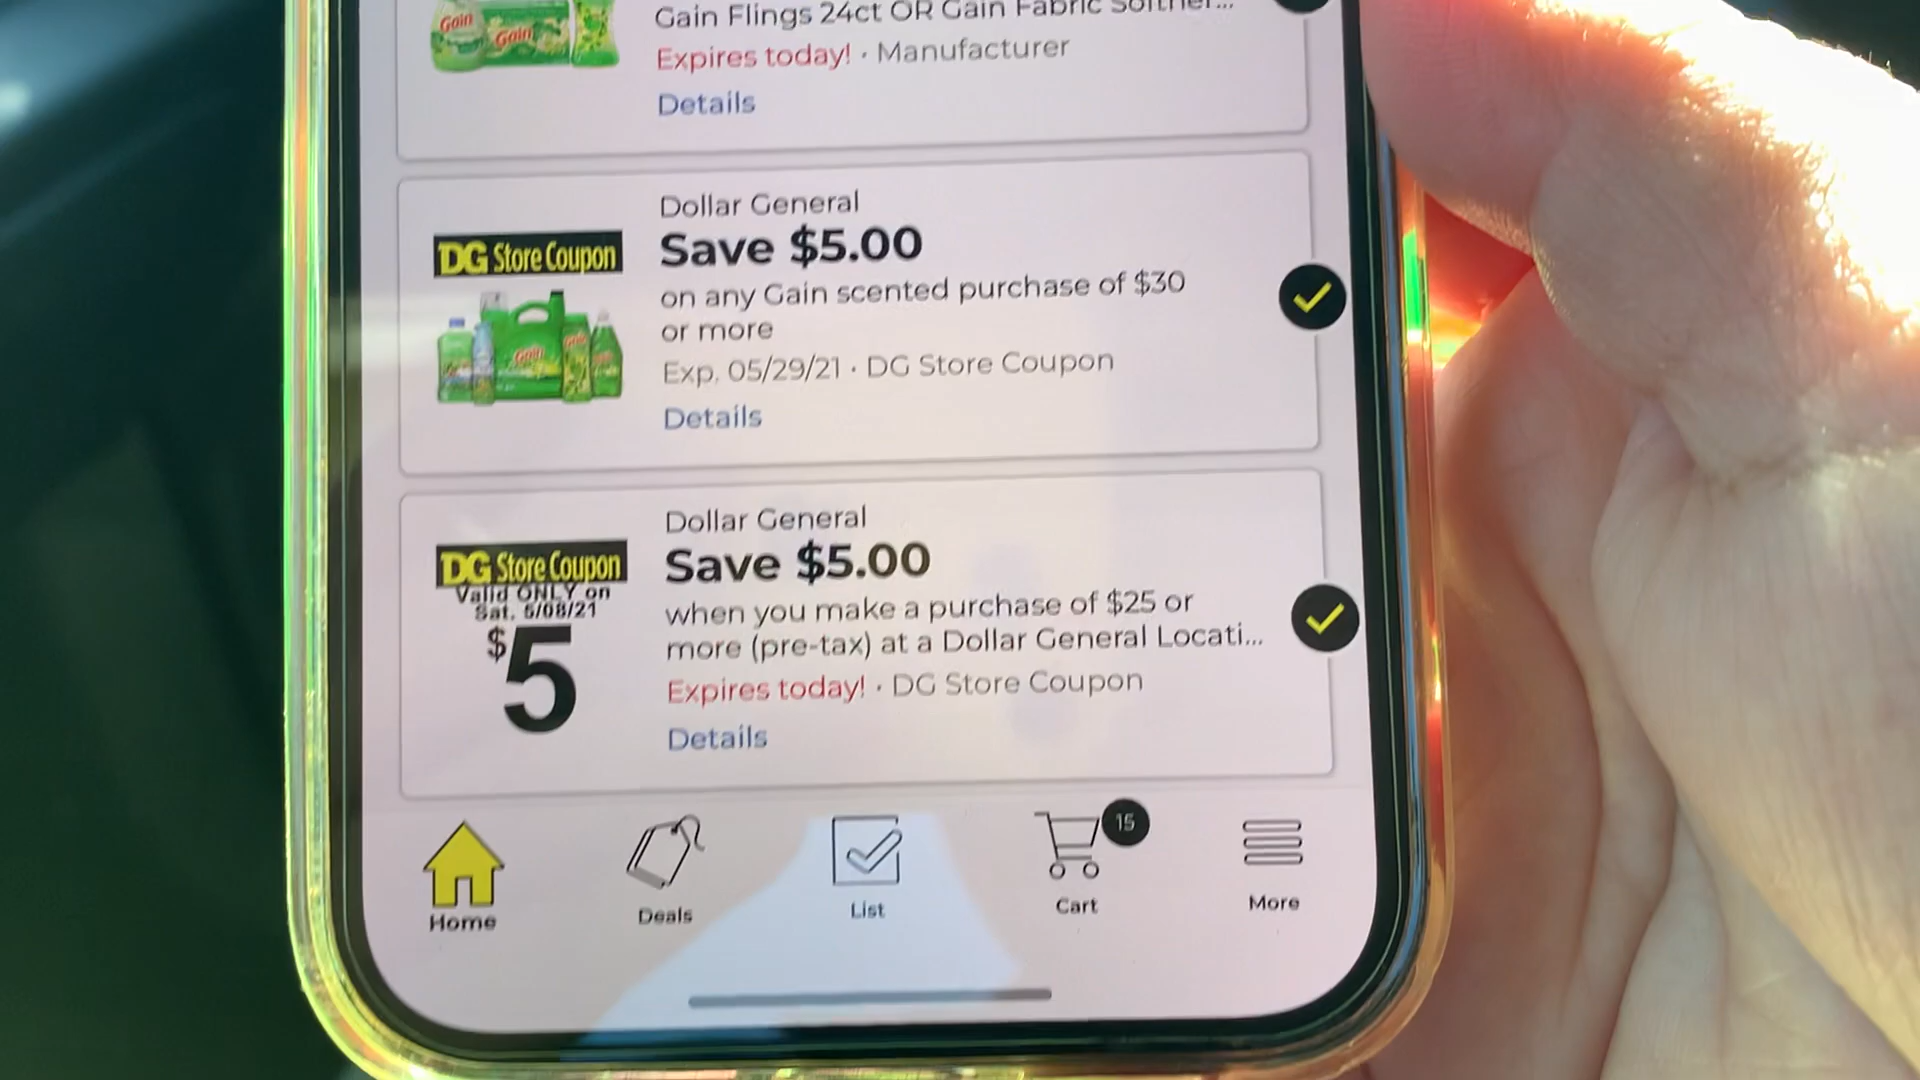 Gain Flings 24ct OR Gain Fabric Softner...
Gain
Gain
Expires today! · Manufacturer
Details
Dollar General
DG Store Coupon
Save $5.00
on any Gain scented purchase of $30
or more
Gain
Exp. 05/29/21 · DG Store Coupon
Details
Dollar General
DG Store Coupon
Save $5.00
Valid ONLY on
Sat. 5/08/21
$5
when you make a purchase of $25 or
more (pre-tax) at a Dollar General Locati...
Expires today! · DG Store Coupon
Details
15
Home
Deals
List
Cart
More